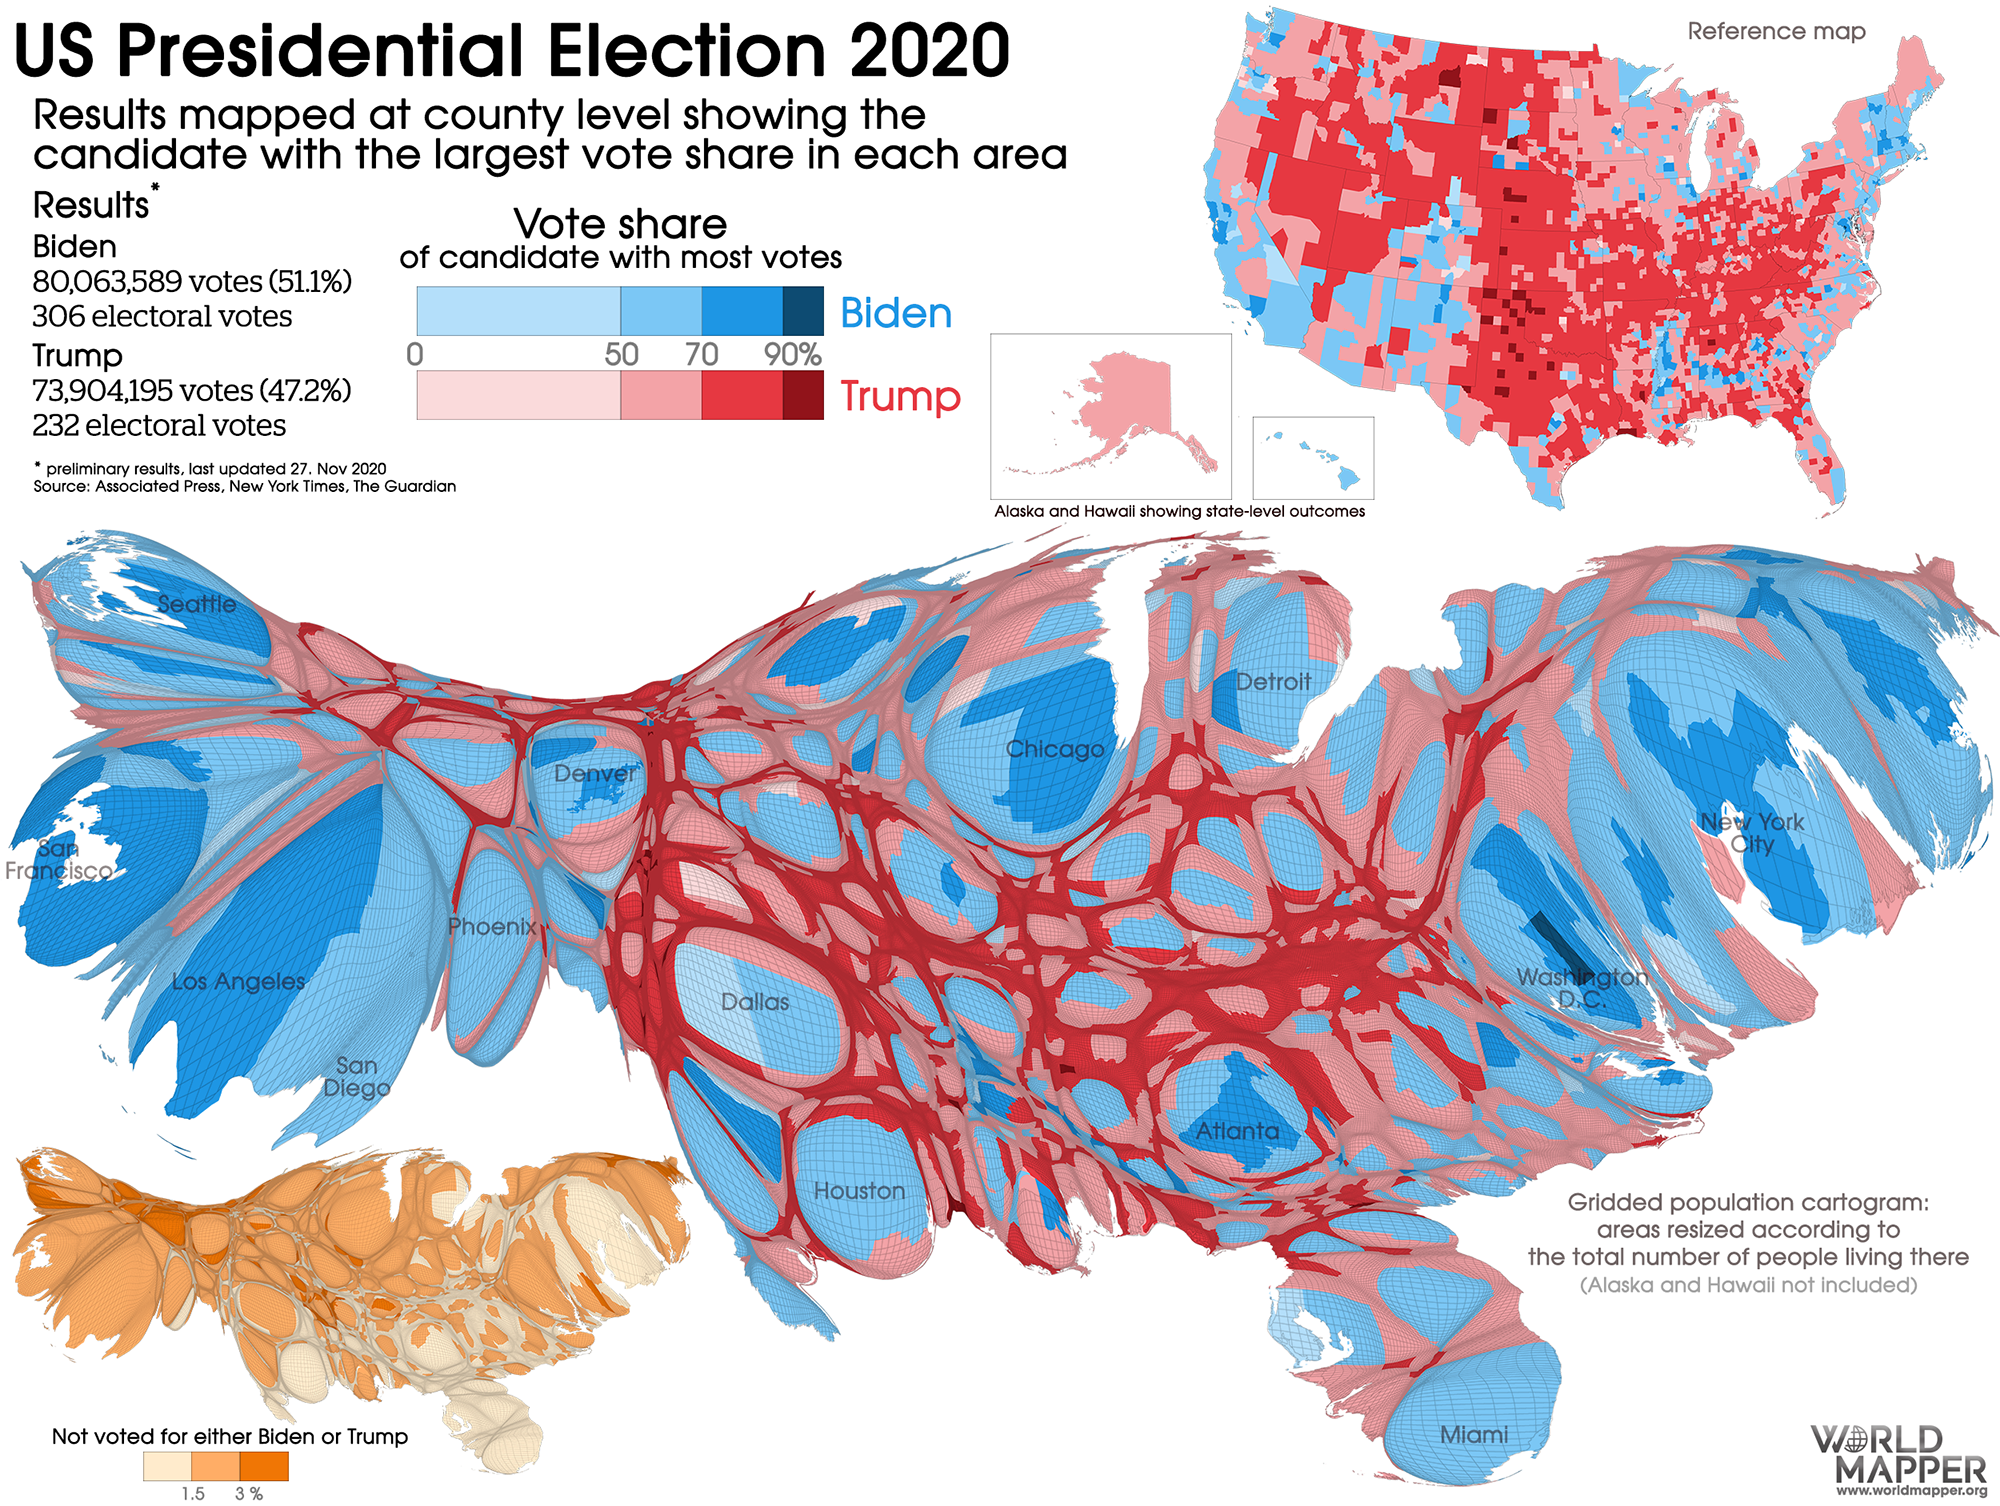 US Presidential Election 2020
Results mapped at county level showing the
candidate with the largest vote share in each area
Results*
Biden
80,063,589 votes (51.1%)
306 electoral votes
Trump
73,904,195 votes (47.2%)
232 electoral votes
* preliminary results, last updated 27. Nov 2020
Source: Associated Press, New York Times, The Guardian
Vote share
of candidate with most votes
Biden
0 50 70 90%
Trump
Reference map
Alaska and Hawaii showing state-level outcomes
Seattle
Detroit
Chicago
Denver
New York
City
San
Francisco
Phoenix
Los Angeles
Washington
D.C.
Dallas
San
Diego
Atlanta
Houston
Miami
Gridded population cartogram:
areas resized according to
the total number of people living there
(Alaska and Hawaii not included)
Not voted for either Biden or Trump
1.5 3 %
WORLD
MAPPER
www.worldmapper.org